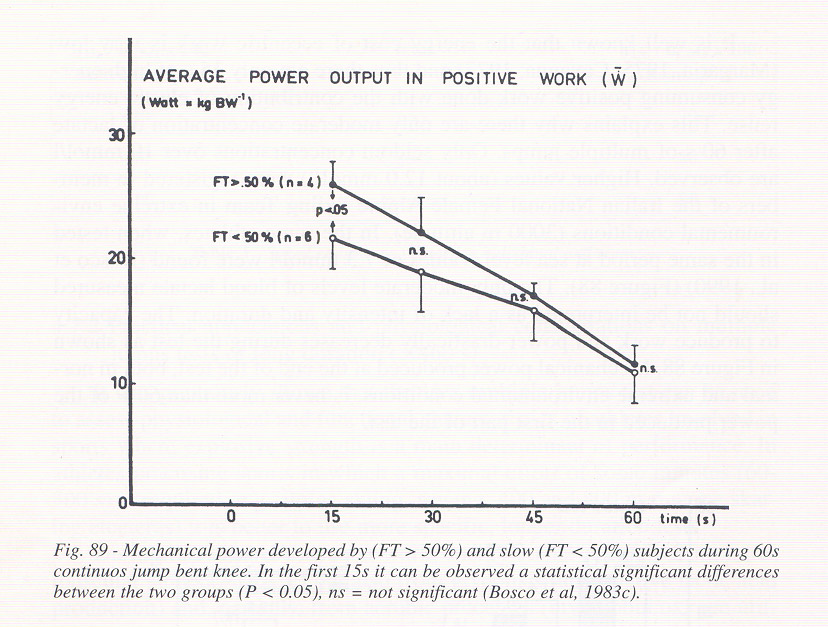 AVERAGE POWER OUTPUT IN POSITIVE WORK (W̄)
(Watt × kg BW⁻¹)
30
FT > .50 % (n = 4)
p <.05
FT < 50% (n = 6)
n.s.
20
n.s.
n.s.
10
0
0 15 30 45 60 time (s)
Fig. 89 - Mechanical power developed by (FT > 50%) and slow (FT < 50%) subjects during 60s
continuos jump bent knee. In the first 15s it can be observed a statistical significant differences
between the two groups (P < 0.05), ns = not significant (Bosco et al, 1983c).